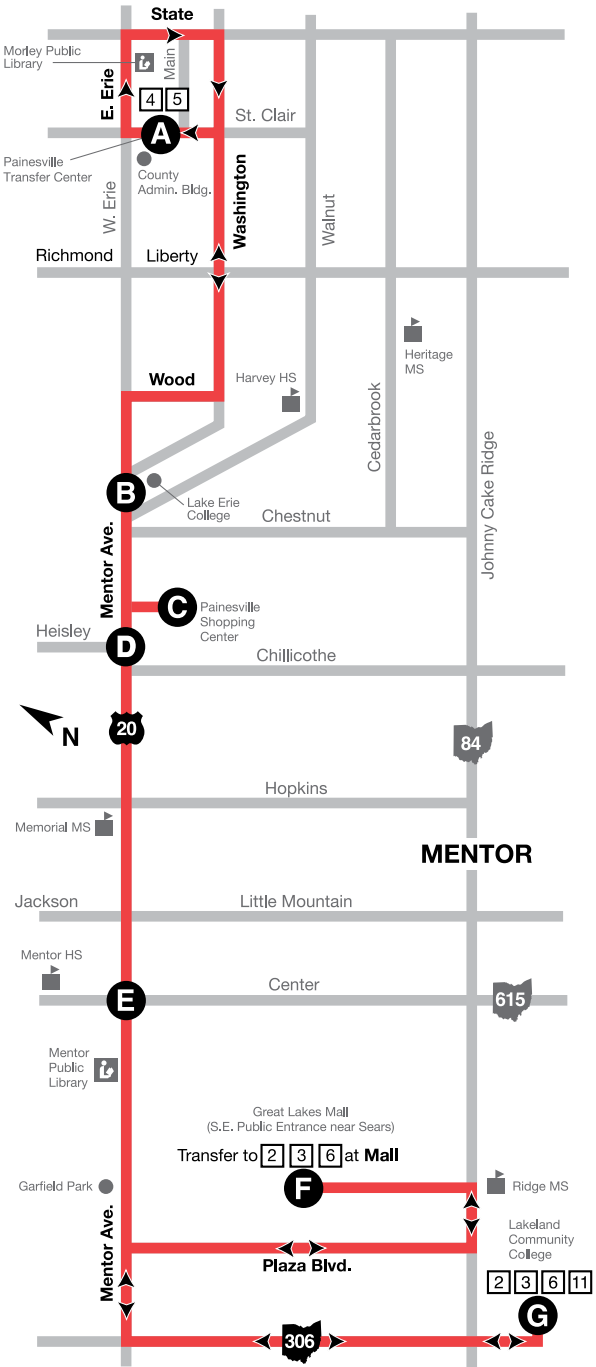 State
Morley Public
Library
Main
E. Erie
4 5
St. Clair
A
Painesville
Transfer Center
County
Admin. Bldg.
W. Erie
Washington
Walnut
Richmond
Liberty
Heritage
MS
Wood
Harvey HS
Cedarbrook
Johnny Cake Ridge
B
Lake Erie
College
Chestnut
Mentor Ave.
C
Painesville
Shopping
Center
Heisley
D
Chillicothe
N
20
84
Hopkins
Memorial MS
MENTOR
Jackson
Little Mountain
Mentor HS
Center
E
615
Mentor
Public
Library
Great Lakes Mall
(S.E. Public Entrance near Sears)
Transfer to 2 3 6 at Mall
F
Garfield Park
Ridge MS
Lakeland
Community
College
Mentor Ave.
Plaza Blvd.
2 3 6 11
G
306